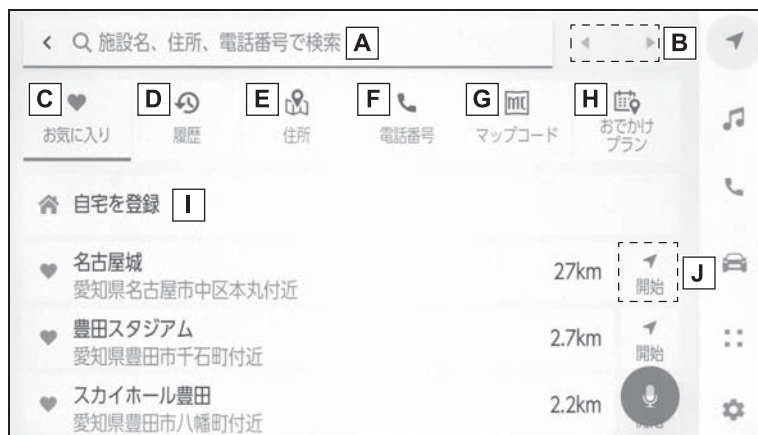 施設名、住所、電話番号で検索 A
B
C
D
E
F
G
H
お気に入り
履歴
住所
電話番号
マップコード
おでかけ
プラン
自宅を登録 I
名古屋城
愛知県名古屋市中区本丸付近
27km
開始
J
豊田スタジアム
愛知県豊田市千石町付近
2.7km
開始
スカイホール豊田
愛知県豊田市八幡町付近
2.2km